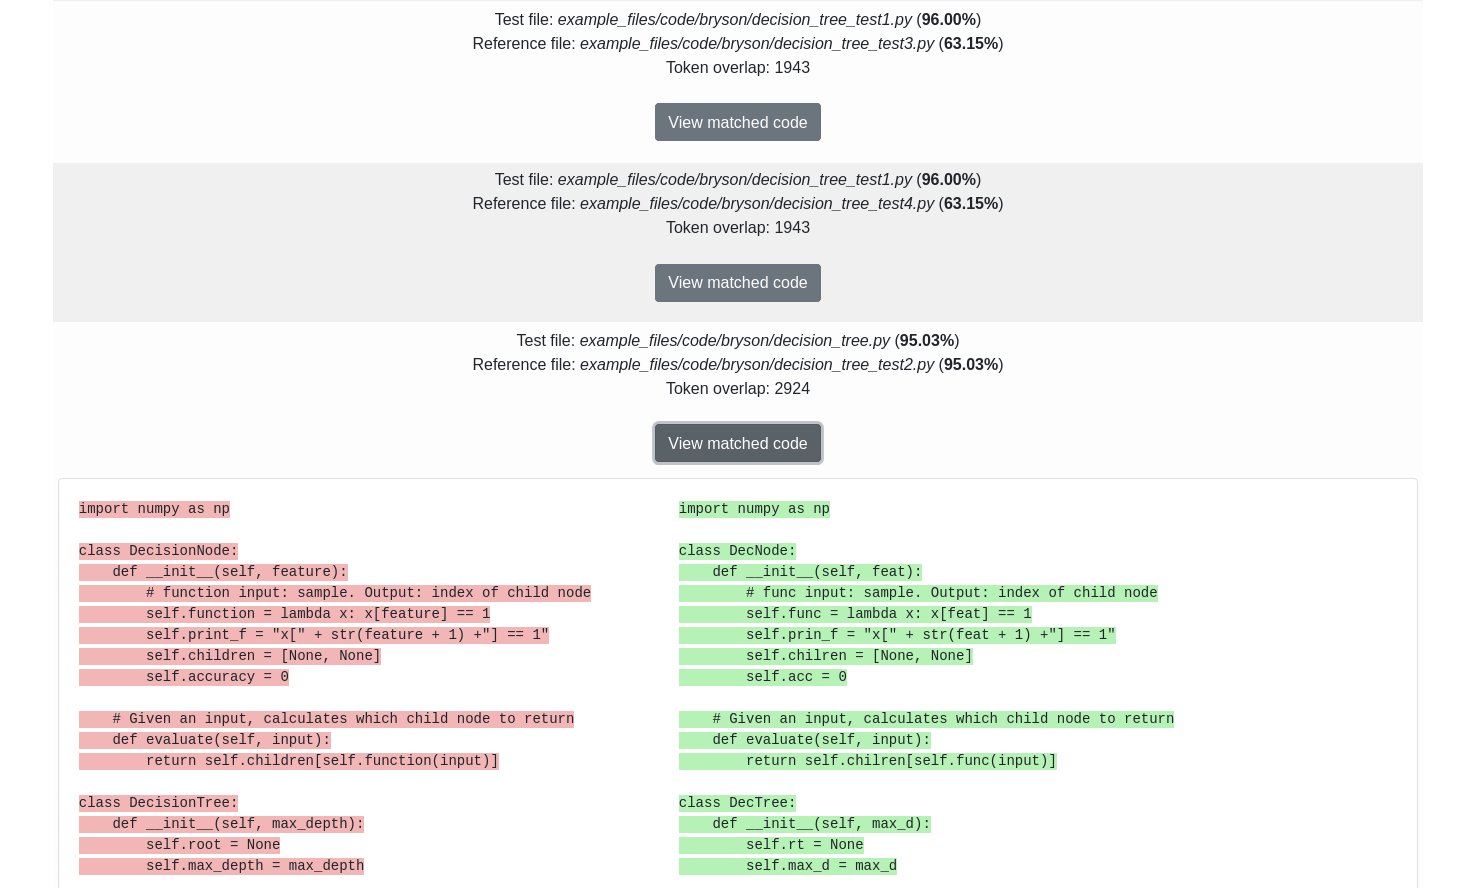 Test file: example_files/code/bryson/decision_tree_test1.py (96.00%)
Reference file: example_files/code/bryson/decision_tree_test3.py (63.15%)
Token overlap: 1943
View matched code
Test file: example_files/code/bryson/decision_tree_test1.py (96.00%)
Reference file: example_files/code/bryson/decision_tree_test4.py (63.15%)
Token overlap: 1943
View matched code
Test file: example_files/code/bryson/decision_tree.py (95.03%)
Reference file: example_files/code/bryson/decision_tree_test2.py (95.03%)
Token overlap: 2924
View matched code
import numpy as np
class DecisionNode:
    def __init__(self, feature):
        # function input: sample. Output: index of child node
        self.function = lambda x: x[feature] == 1
        self.print_f = "x[" + str(feature + 1) +"] == 1"
        self.children = [None, None]
        self.accuracy = 0
    # Given an input, calculates which child node to return
    def evaluate(self, input):
        return self.children[self.function(input)]
class DecisionTree:
    def __init__(self, max_depth):
        self.root = None
        self.max_depth = max_depth
import numpy as np
class DecNode:
    def __init__(self, feat):
        # func input: sample. Output: index of child node
        self.func = lambda x: x[feat] == 1
        self.prin_f = "x[" + str(feat + 1) +"] == 1"
        self.chilren = [None, None]
        self.acc = 0
    # Given an input, calculates which child node to return
    def evaluate(self, input):
        return self.chilren[self.func(input)]
class DecTree:
    def __init__(self, max_d):
        self.rt = None
        self.max_d = max_d